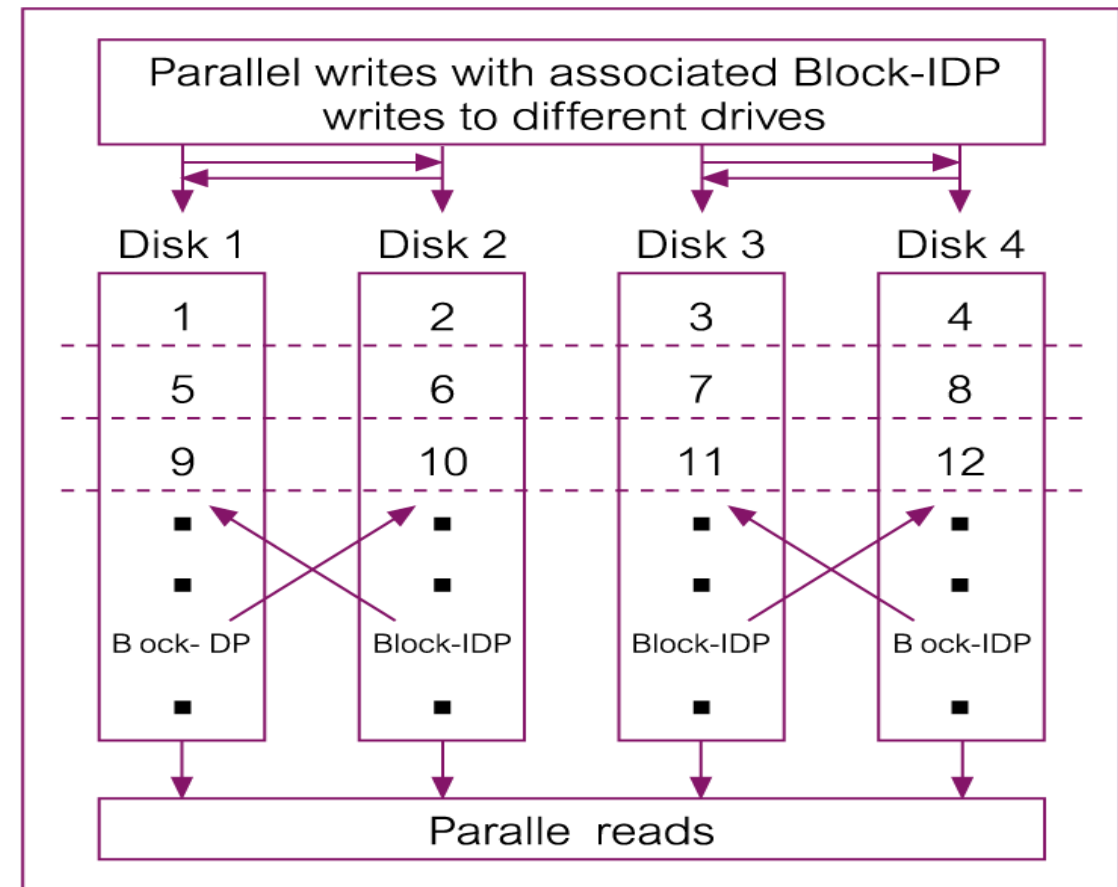 Parallel writes with associated Block-IDP
writes to different drives
Disk 1 Disk 2 Disk 3 Disk 4
1 2 3 4
5 6 7 8
9 10 11 12
B ock- DP Block-IDP Block-IDP B ock-IDP
Paralle reads